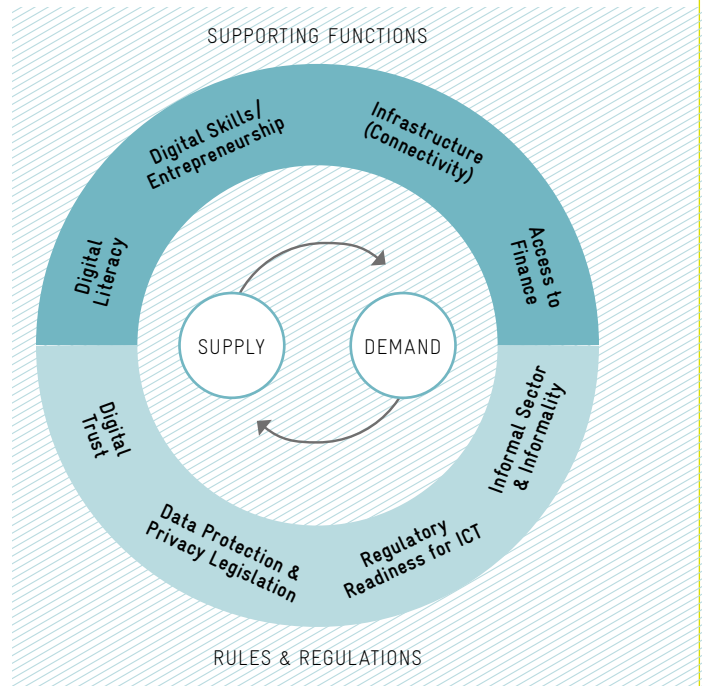 SUPPORTING FUNCTIONS
Digital Skills/
Entrepreneurship
Infrastructure
(Connectivity)
Digital
Literacy
Access to
Finance
SUPPLY
DEMAND
Digital
Trust
Informal Sector
& Informality
Data Protection &
Privacy Legislation
Regulatory
Readiness for ICT
RULES & REGULATIONS